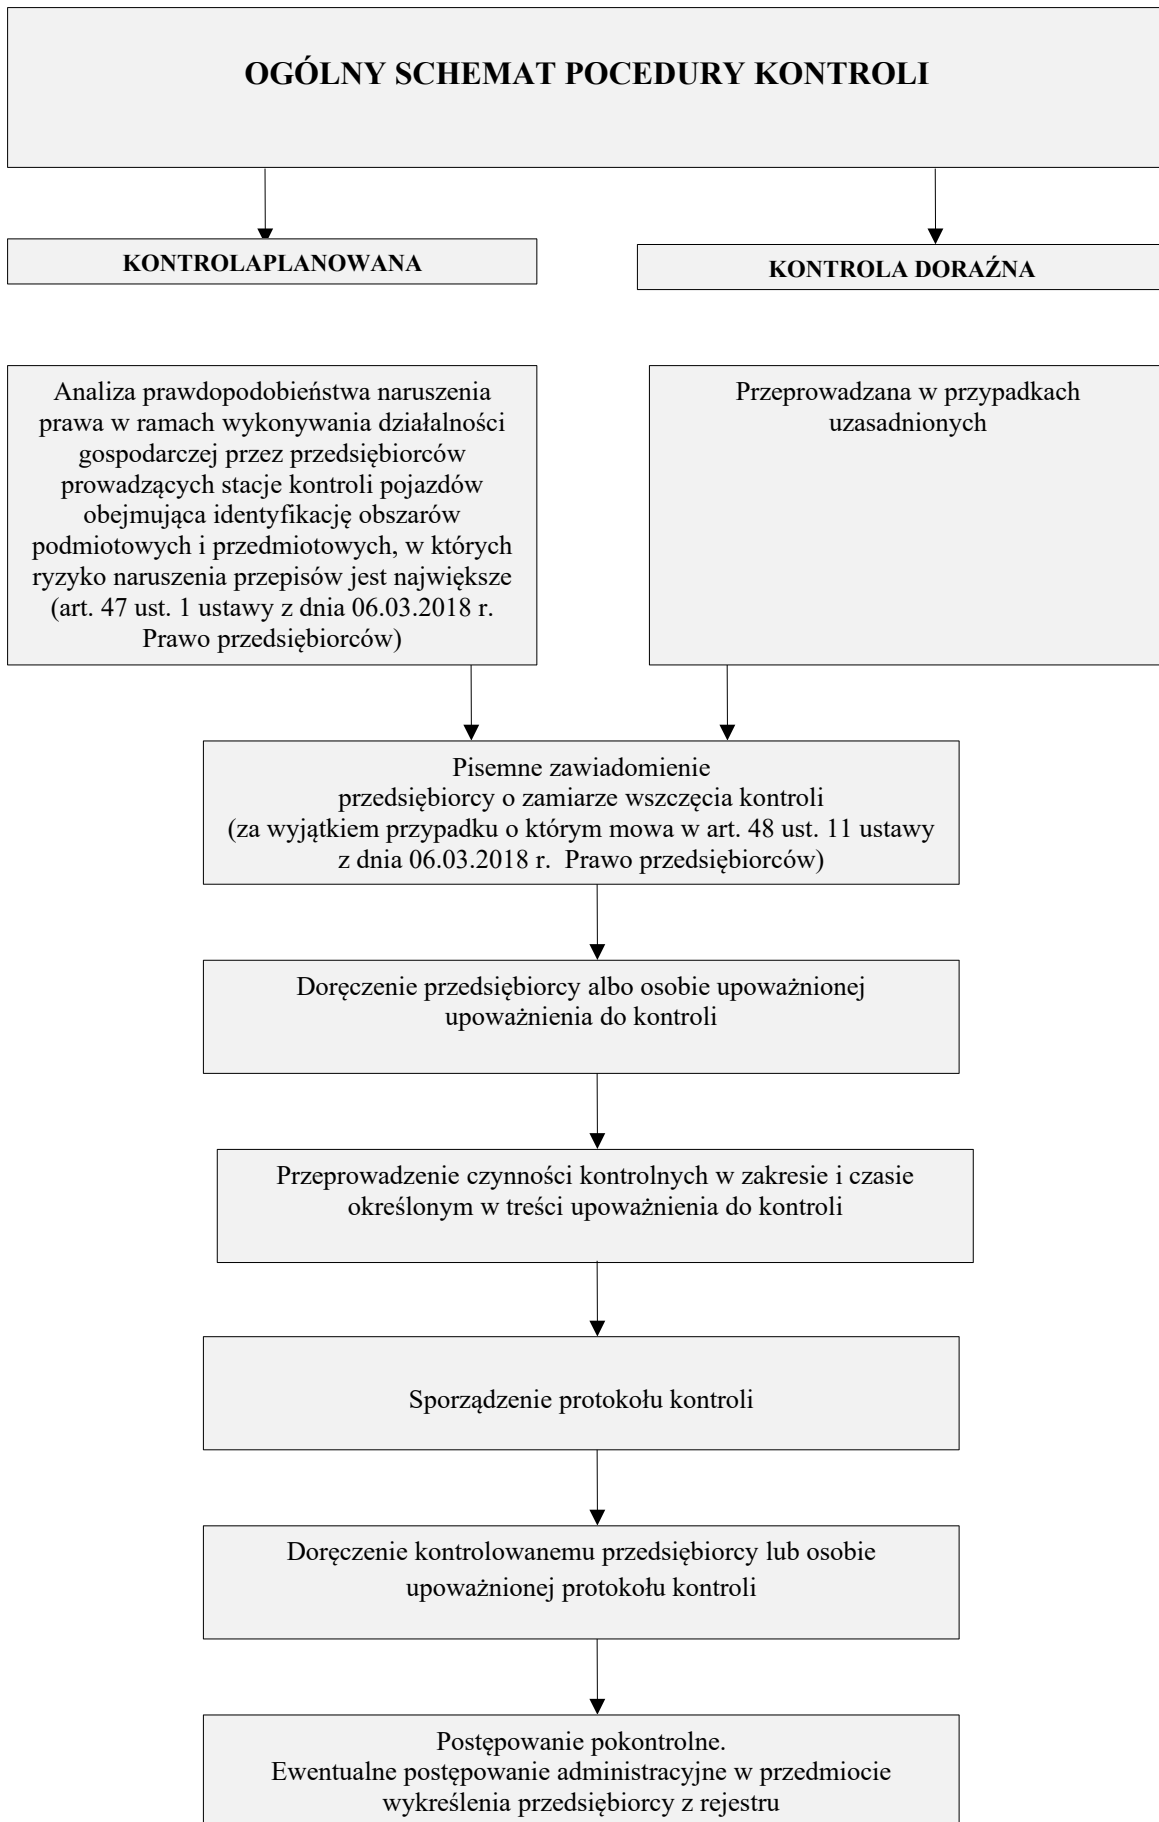 OGÓLNY SCHEMAT POCEDURY KONTROLI
KONTROLAPLANOWANA
KONTROLA DORAŹNA
Analiza prawdopodobieństwa naruszenia
prawa w ramach wykonywania działalności
gospodarczej przez przedsiębiorców
prowadzących stacje kontroli pojazdów
obejmująca identyfikację obszarów
podmiotowych i przedmiotowych, w których
ryzyko naruszenia przepisów jest największe
(art. 47 ust. 1 ustawy z dnia 06.03.2018 r.
Prawo przedsiębiorców)
Przeprowadzana w przypadkach
uzasadnionych
Pisemne zawiadomienie
przedsiębiorcy o zamiarze wszczęcia kontroli
(za wyjątkiem przypadku o którym mowa w art. 48 ust. 11 ustawy
z dnia 06.03.2018 r. Prawo przedsiębiorców)
Doręczenie przedsiębiorcy albo osobie upoważnionej
upoważnienia do kontroli
Przeprowadzenie czynności kontrolnych w zakresie i czasie
określonym w treści upoważnienia do kontroli
Sporządzenie protokołu kontroli
Doręczenie kontrolowanemu przedsiębiorcy lub osobie
upoważnionej protokołu kontroli
Postępowanie pokontrolne.
Ewentualne postępowanie administracyjne w przedmiocie
wykreślenia przedsiębiorcy z rejestru